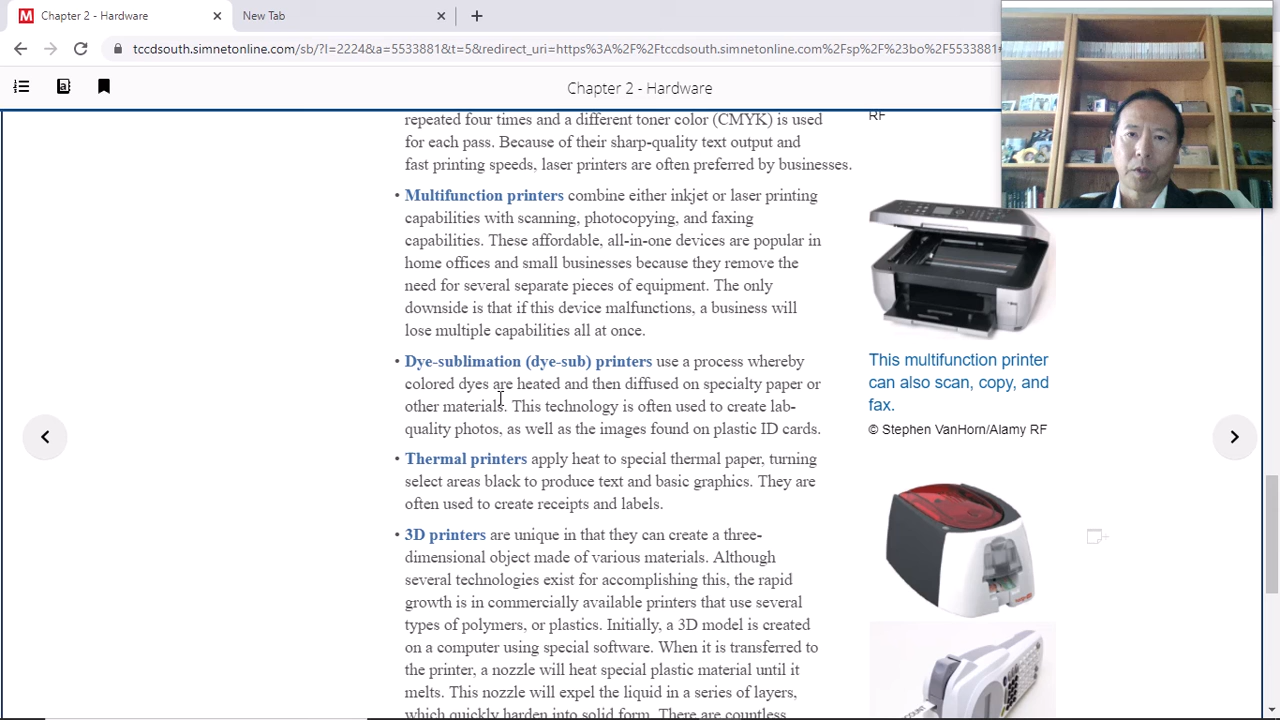 Chapter 2 - Hardware
New Tab
tccdsouth.simnetonline.com/sb/?l=2224&a=5533881&t=5&redirect_uri=https%3A%2F%2Ftccdsouth.simnetonline.com%2Fsp%2F%23bo%2F5533881#
Chapter 2 - Hardware
repeated four times and a different toner color (CMYK) is used
for each pass. Because of their sharp-quality text output and
fast printing speeds, laser printers are often preferred by businesses.
RF
• Multifunction printers combine either inkjet or laser printing
capabilities with scanning, photocopying, and faxing
capabilities. These affordable, all-in-one devices are popular in
home offices and small businesses because they remove the
need for several separate pieces of equipment. The only
downside is that if this device malfunctions, a business will
lose multiple capabilities all at once.
This multifunction printer
can also scan, copy, and
fax.
© Stephen VanHorn/Alamy RF
• Dye-sublimation (dye-sub) printers use a process whereby
colored dyes are heated and then diffused on specialty paper or
other materials. This technology is often used to create lab-
quality photos, as well as the images found on plastic ID cards.
• Thermal printers apply heat to special thermal paper, turning
select areas black to produce text and basic graphics. They are
often used to create receipts and labels.
• 3D printers are unique in that they can create a three-
dimensional object made of various materials. Although
several technologies exist for accomplishing this, the rapid
growth is in commercially available printers that use several
types of polymers, or plastics. Initially, a 3D model is created
on a computer using special software. When it is transferred to
the printer, a nozzle will heat special plastic material until it
melts. This nozzle will expel the liquid in a series of layers,
which quickly harden into solid form. There are countless